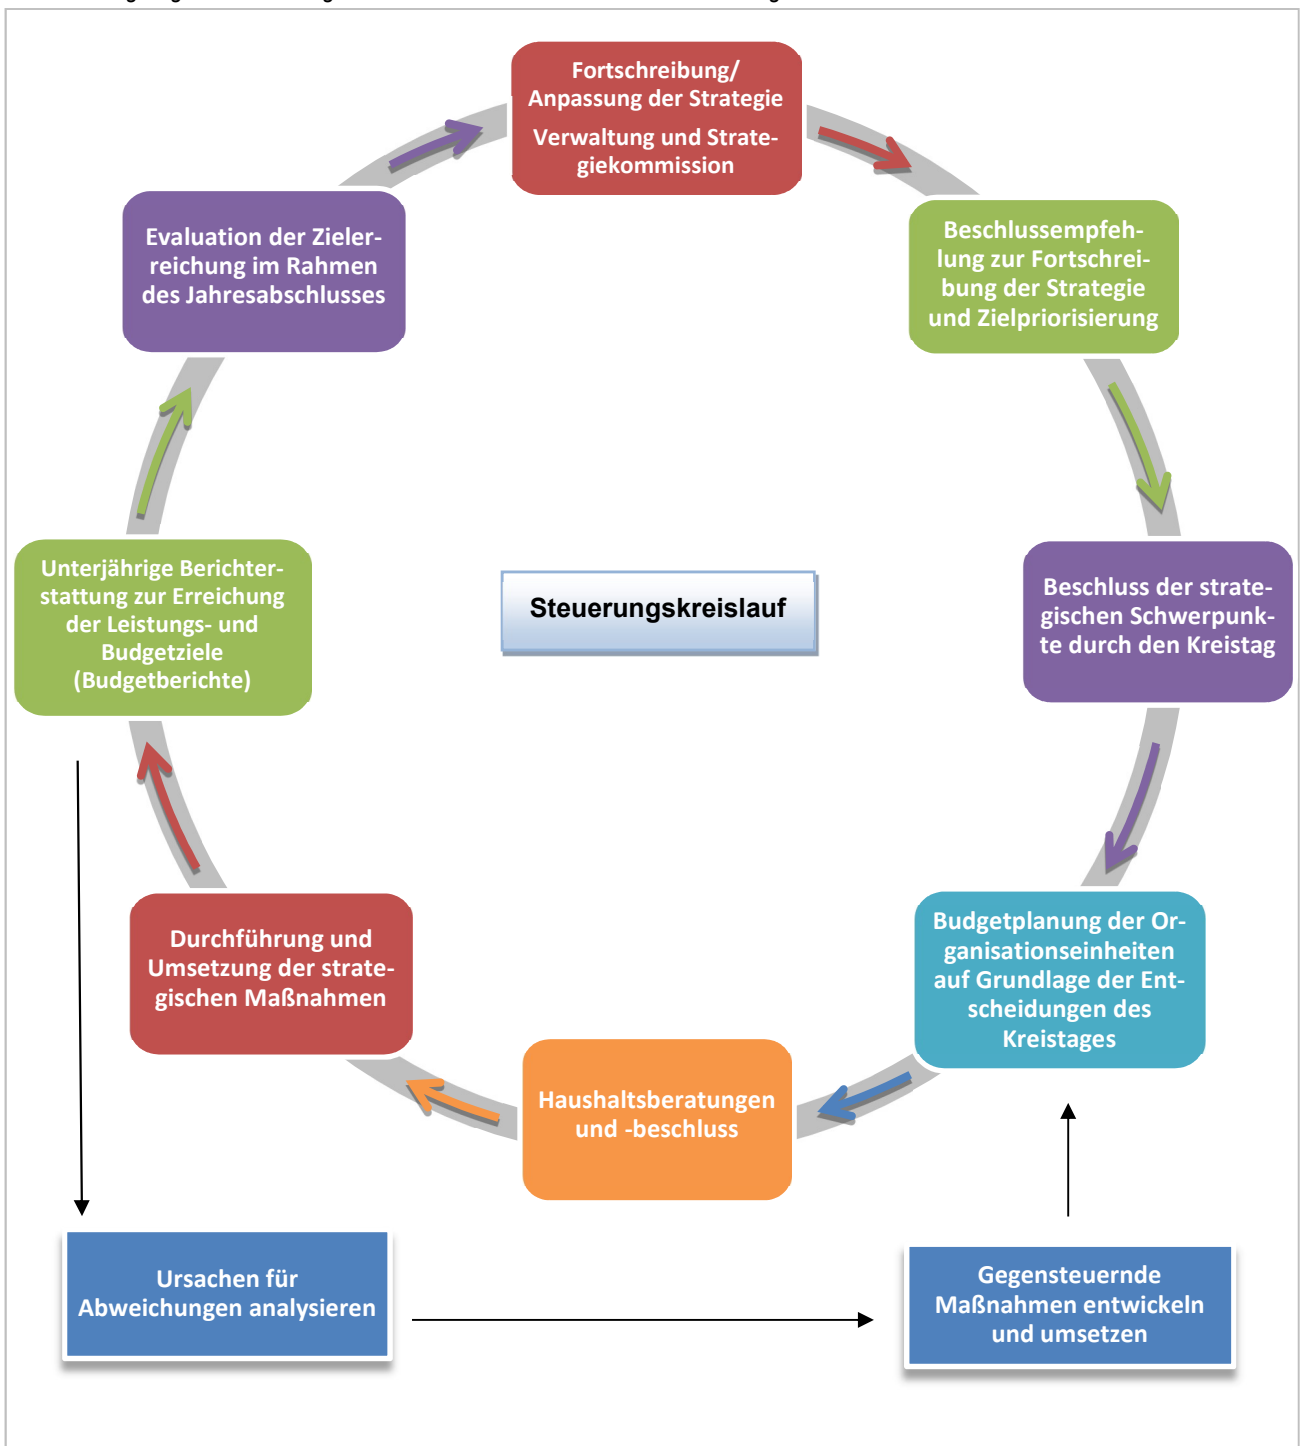 Fortschreibung/
Anpassung der Strategie
Verwaltung und Strate-
giekommission
Beschlussempfeh-
lung zur Fortschrei-
bung der Strategie
und Zielpriorisierung
Beschluss der strate-
gischen Schwerpunk-
te durch den Kreistag
Budgetplanung der Or-
ganisationseinheiten
auf Grundlage der Ent-
scheidungen des
Kreistages
Haushaltsberatungen
und -beschluss
Durchführung und
Umsetzung der strate-
gischen Maßnahmen
Unterjährige Berichter-
stattung zur Erreichung
der Leistungs- und
Budgetziele
(Budgetberichte)
Evaluation der Zieler-
reichung im Rahmen
des Jahresabschlusses
Steuerungskreislauf
Ursachen für
Abweichungen analysieren
Gegensteuernde
Maßnahmen entwickeln
und umsetzen